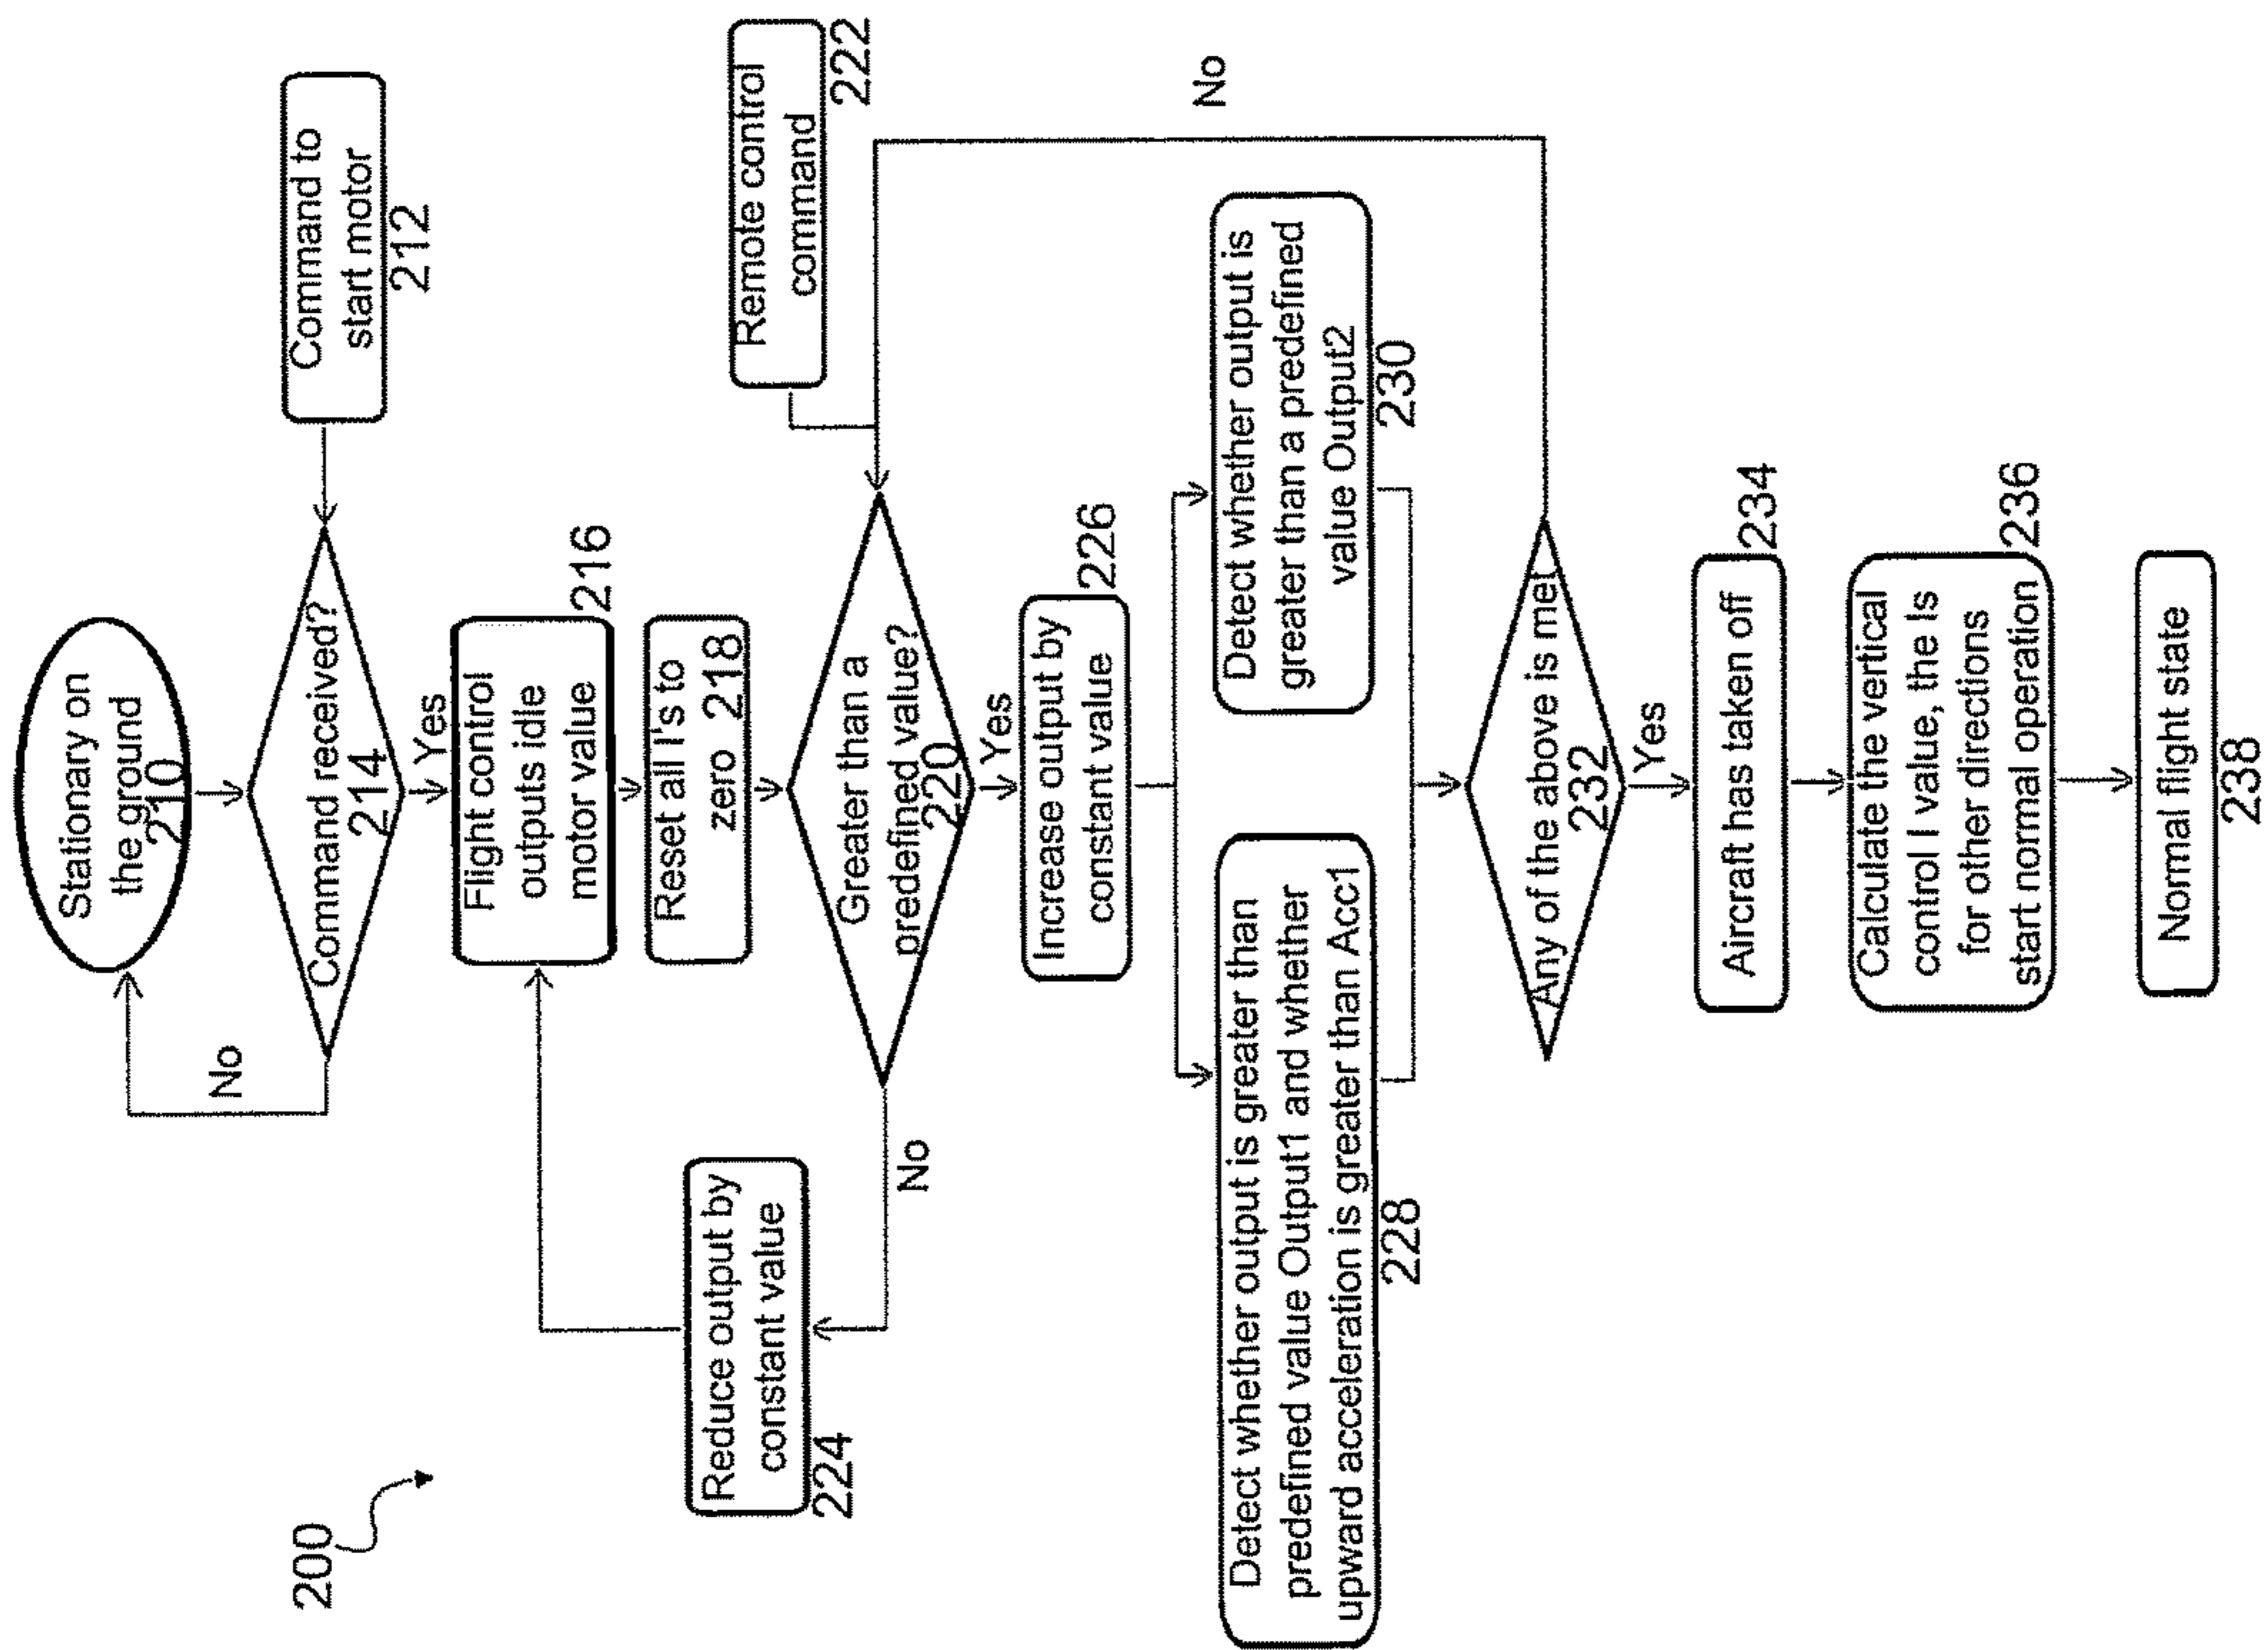 200
Stationary on
the ground
210
Command to
start motor
212
No
Command received?
214
Yes
Flight control
outputs idle
motor value
216
Reset all I's to
zero 218
Remote control
command
222
Reduce output by
constant value
224
Greater than a
predefined value?
220
No
Yes
No
Increase output by
constant value
226
Detect whether output is greater than
predefined value Output1 and whether
upward acceleration is greater than Acc1
228
Detect whether output is
greater than a predefined
value Output2
230
Any of the above is met
232
Yes
Aircraft has taken off
234
Calculate the vertical
control I value, the Is
for other directions
start normal operation
236
Normal flight state
238